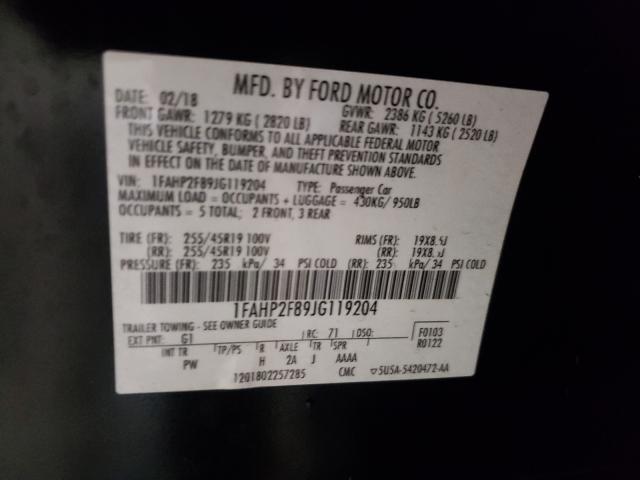 MFD. BY FORD MOTOR CO.
DATE: 02/18 GVWR: 2386 KG ( 5260 LB)
FRONT GAWR: 1279 KG ( 2820 LB) REAR GAWR: 1143 KG ( 2520 LB)
THIS VEHICLE CONFORMS TO ALL APPLICABLE FEDERAL MOTOR
VEHICLE SAFETY, BUMPER, AND THEFT PREVENTION STANDARDS
IN EFFECT ON THE DATE OF MANUFACTURE SHOWN ABOVE.
VIN: 1FAHP2F89JG119204 TYPE: Passenger Car
MAXIMUM LOAD = OCCUPANTS + LUGGAGE = 430KG/ 950LB
OCCUPANTS = 5 TOTAL; 2 FRONT, 3 REAR
TIRE (FR): 255/45R19 100V RIMS (FR): 19X8.5J
(RR): 255/45R19 100V (RR): 19X8.5J
PRESSURE (FR): 235 kPa/ 34 PSI COLD (RR): 235 kPa/ 34 PSI COLD
1FAHP2F89JG119204
TRAILER TOWING - SEE OWNER GUIDE
EXT PNT: G1 RC: 71 DSO: F0103
INT TR TP/PS R AXLE TR SPR R0122
PW H 2A J AAAA
1201802257285 CMC 5U5A-5420472-AA